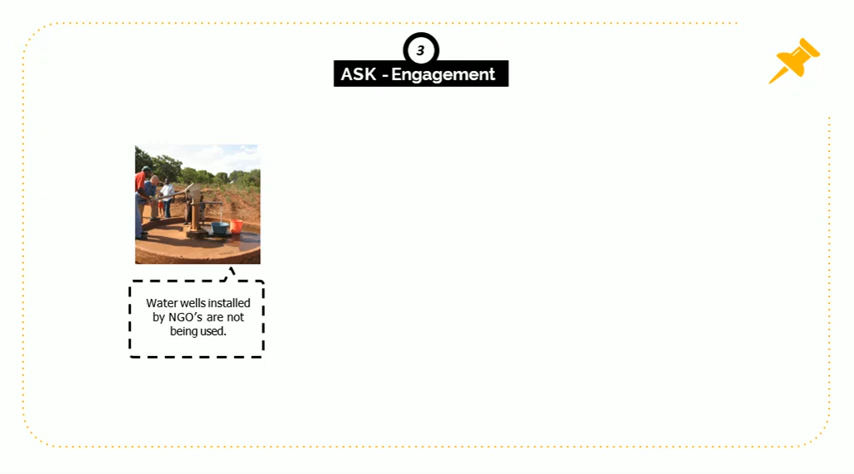 3
ASK - Engagement
Water wells installed
by NGO's are not
being used.